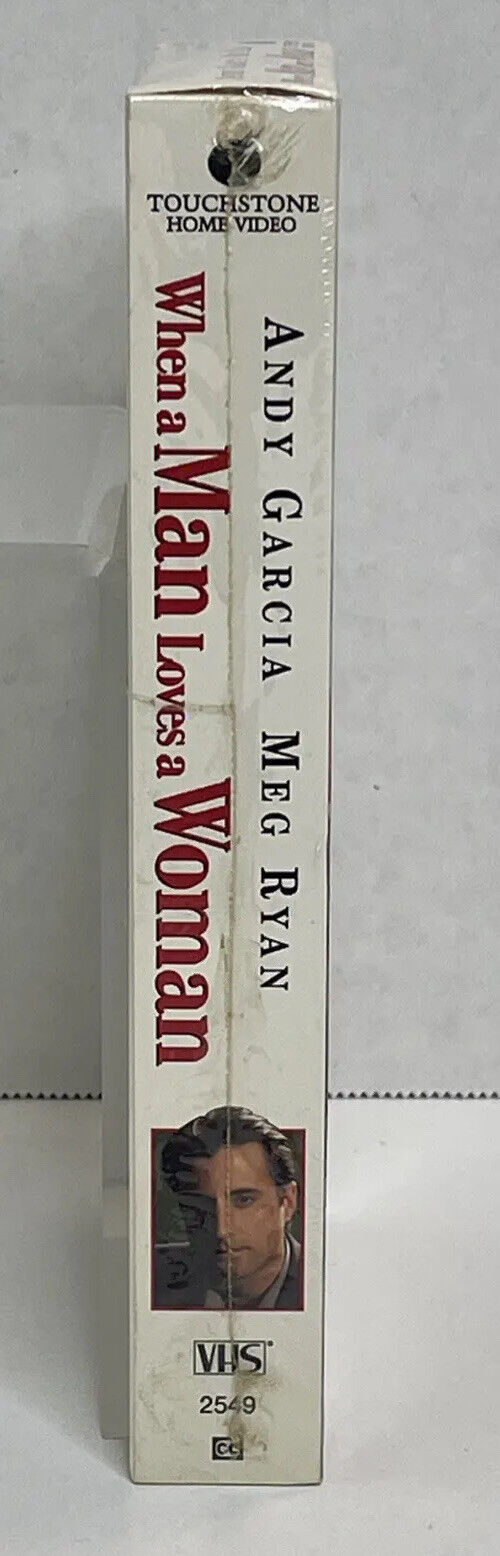 TOUCHSTONE
HOME VIDEO
ANDY GARCIA MEG RYAN
When a Man Loves a Woman
VHS
2549
CC